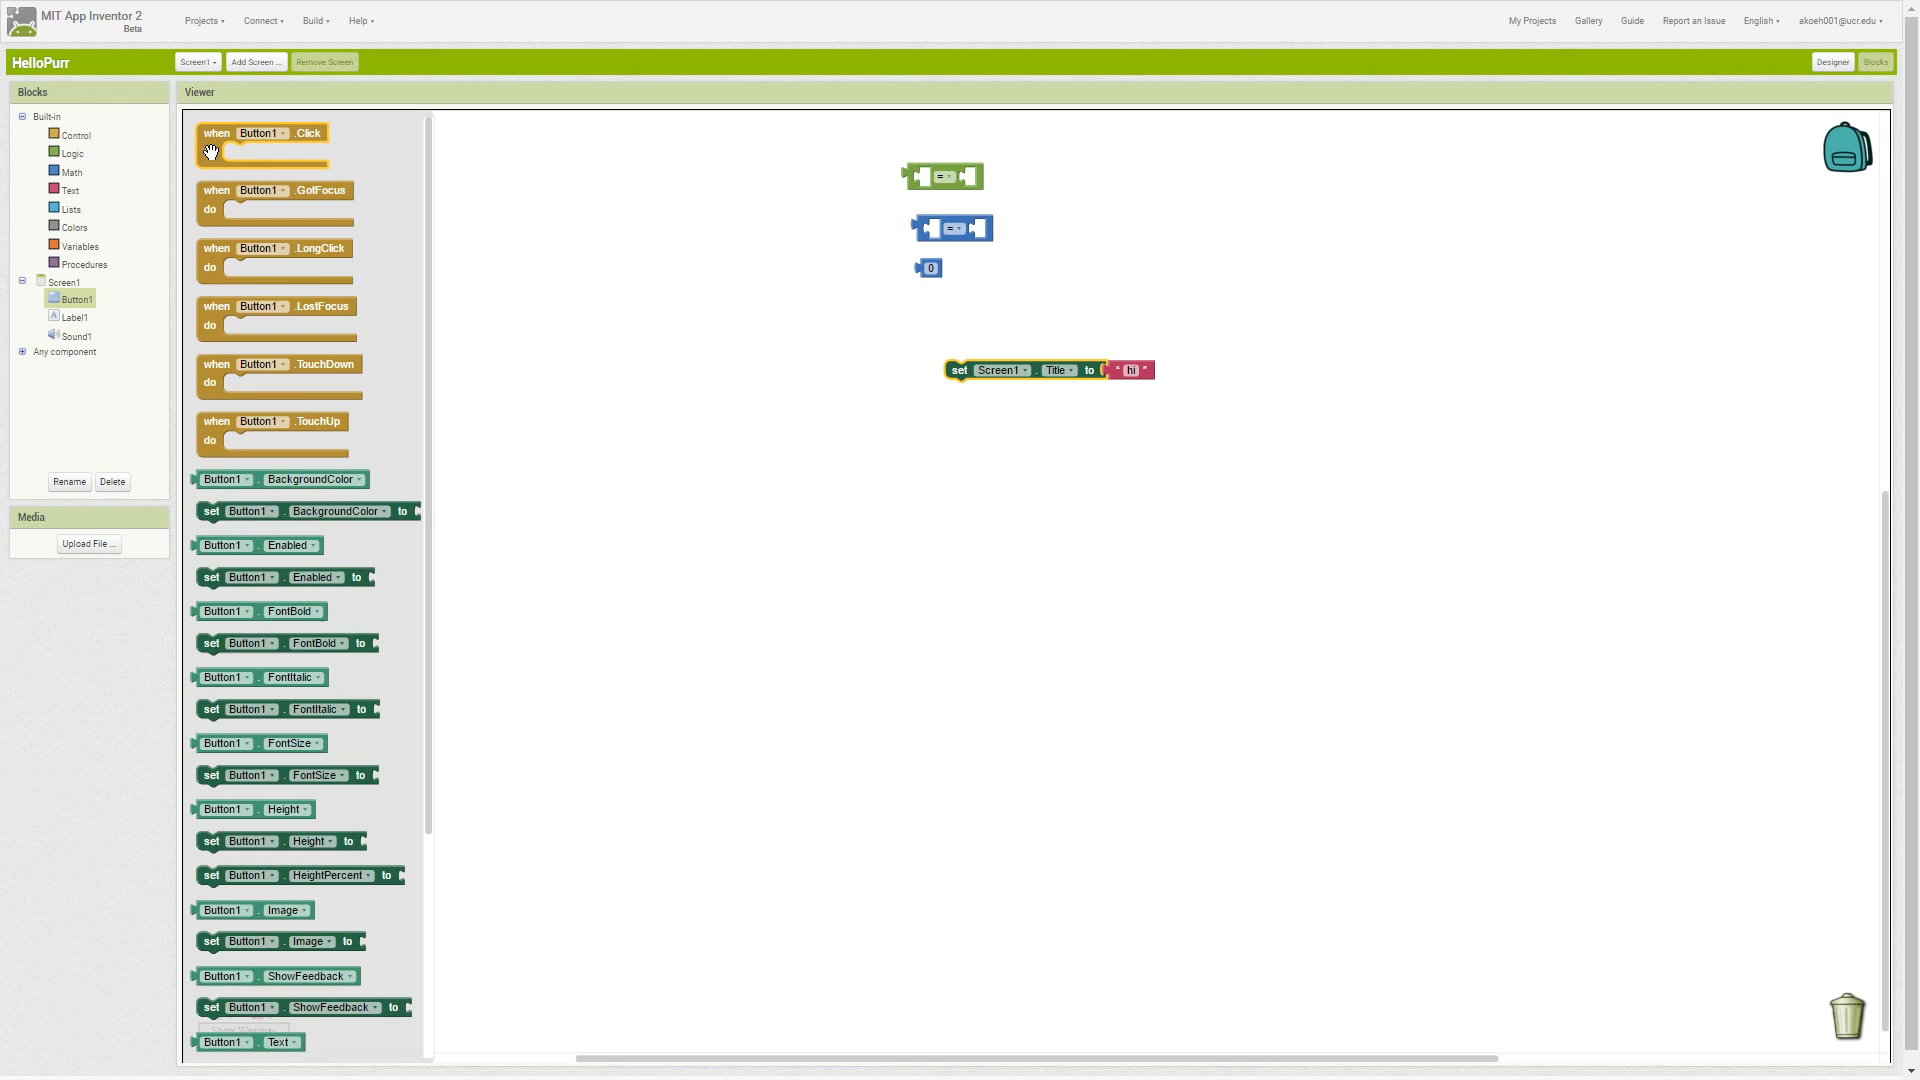 MIT App Inventor 2
Beta
Projects Connect Build Help
My Projects Gallery Guide Report an Issue English akoeh001@ucr.edu
HelloPurr
Screen1 Add Screen ... Remove Screen
Designer Blocks
Blocks
Viewer
Built-in
Control
Logic
Math
Text
Lists
Colors
Variables
Procedures
Screen1
Button1
Label1
Sound1
Any component
Rename Delete
Media
Upload File ...
when Button1 .Click
when Button1 .GotFocus
do
when Button1 .LongClick
do
when Button1 .LostFocus
do
when Button1 .TouchDown
do
when Button1 .TouchUp
do
Button1 . BackgroundColor
set Button1 . BackgroundColor to
Button1 . Enabled
set Button1 . Enabled to
Button1 . FontBold
set Button1 . FontBold to
Button1 . FontItalic
set Button1 . FontItalic to
Button1 . FontSize
set Button1 . FontSize to
Button1 . Height
set Button1 . Height to
set Button1 . HeightPercent to
Button1 . Image
set Button1 . Image to
Button1 . ShowFeedback
set Button1 . ShowFeedback to
Show Warnings
Button1 . Text
=
=
0
set Screen1 . Title to " hi "